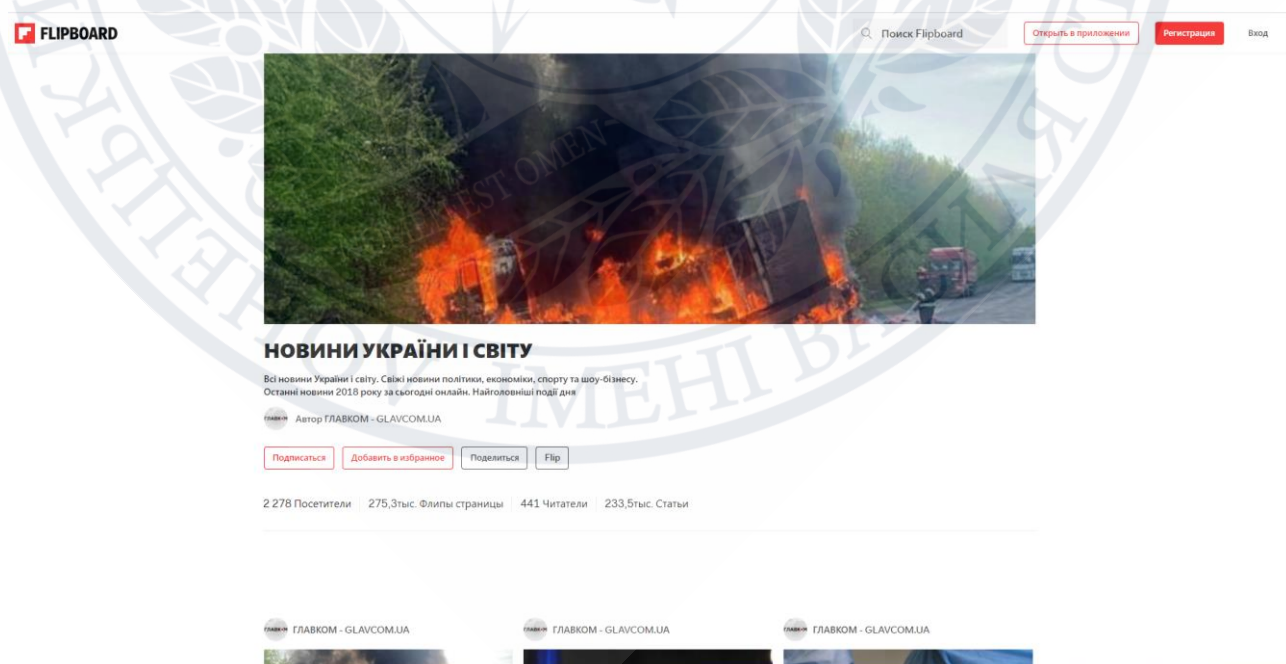 FLIPBOARD
Поиск Flipboard
Открыть в приложении
Регистрация
Вход
EST OMEN
НОВИНИ УКРАЇНИ І СВІТУ
Всі новини України і світу. Свіжі новини політики, економіки, спорту та шоу-бізнесу.
Останні новини 2018 року за сьогодні онлайн. Найголовніші події дня
Автор ГЛАВКОМ - GLAVCOM.UA
ІМЕНІ
Подписаться
Добавить в избранное
Поделиться
Flip
2 278 Посетители
275,3тыс. Флипы страницы
441 Читатели
233,5тыс. Статьи
ГЛАВКОМ - GLAVCOM.UA
ГЛАВКОМ - GLAVCOM.UA
ГЛАВКОМ - GLAVCOM.UA